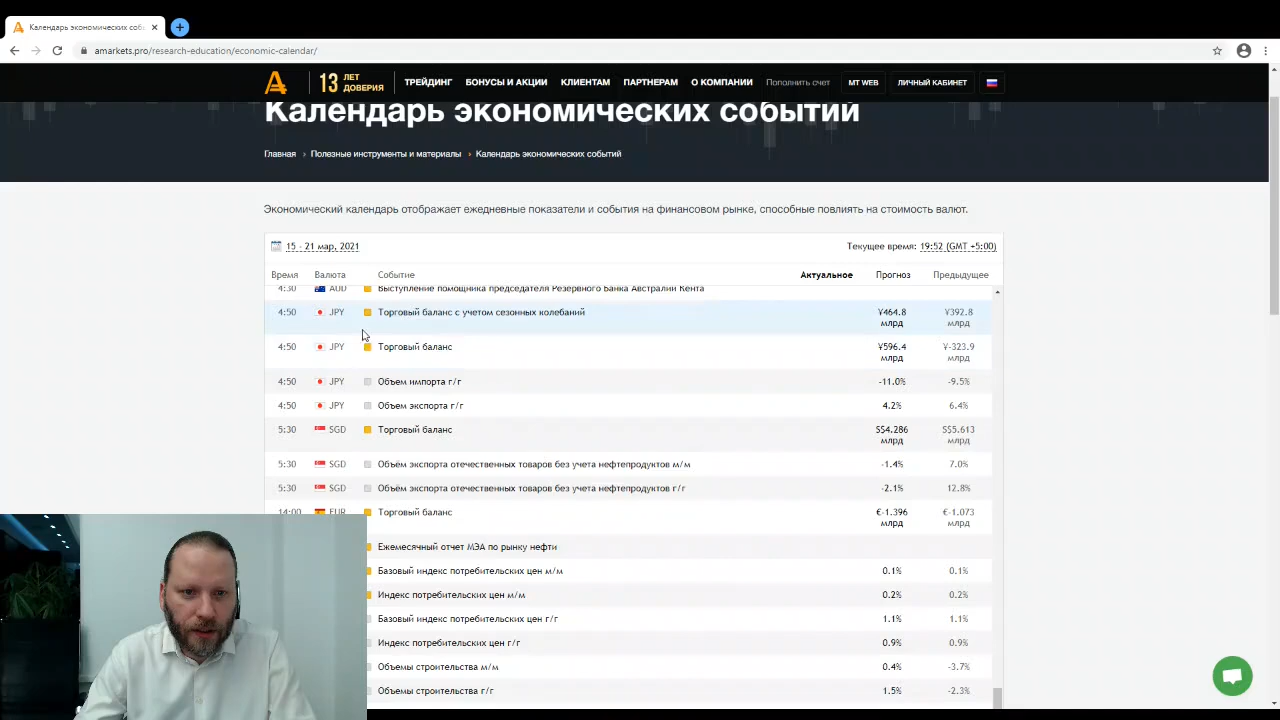 Календарь экономических собы
amarkets.pro/research-education/economic-calendar/
13 ЛЕТ ДОВЕРИЯ
ТРЕЙДИНГ БОНУСЫ И АКЦИИ КЛИЕНТАМ ПАРТНЕРАМ О КОМПАНИИ Пополнить счет MT WEB ЛИЧНЫЙ КАБИНЕТ
Календарь экономических событий
Главная › Полезные инструменты и материалы › Календарь экономических событий
Экономический календарь отображает ежедневные показатели и события на финансовом рынке, способные повлиять на стоимость валют.
15 - 21 мар, 2021 Текущее время: 19:52 (GMT +5:00)
Время Валюта Событие Актуальное Прогноз Предыдущее
4:30 AUD Выступление помощника председателя Резервного Банка Австралии Кента
4:50 JPY Торговый баланс с учетом сезонных колебаний ¥464.8 ¥392.8
млрд млрд
4:50 JPY Торговый баланс ¥596.4 ¥-323.9
млрд млрд
4:50 JPY Объем импорта г/г -11.0% -9.5%
4:50 JPY Объем экспорта г/г 4.2% 6.4%
5:30 SGD Торговый баланс S$4.286 S$5.613
млрд млрд
5:30 SGD Объём экспорта отечественных товаров без учета нефтепродуктов м/м -1.4% 7.0%
5:30 SGD Объём экспорта отечественных товаров без учета нефтепродуктов г/г -2.1% 12.8%
14:00 EUR Торговый баланс €-1.396 €-1.073
млрд млрд
Ежемесячный отчет МЭА по рынку нефти
Базовый индекс потребительских цен м/м 0.1% 0.1%
Индекс потребительских цен м/м 0.2% 0.2%
Базовый индекс потребительских цен г/г 1.1% 1.1%
Индекс потребительских цен г/г 0.9% 0.9%
Объемы строительства м/м 0.4% -3.7%
Объемы строительства г/г 1.5% -2.3%